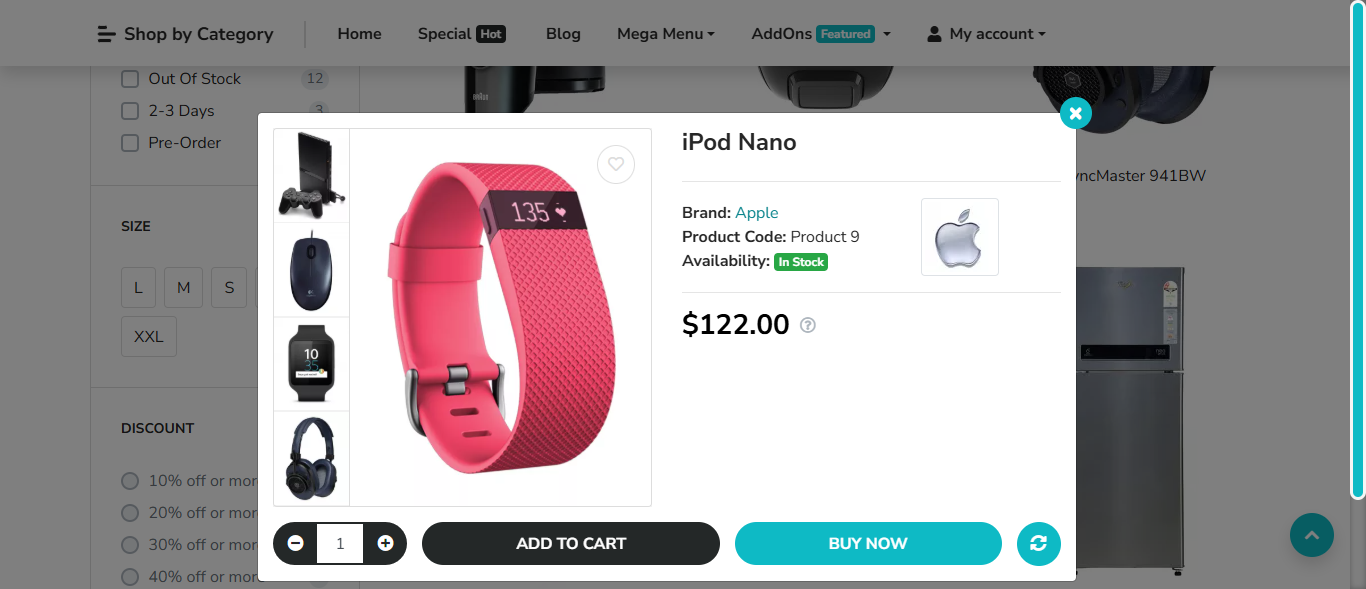 Shop by Category
Home
Special Hot
Blog
Mega Menu
AddOns Featured
My account
Out Of Stock 12
2-3 Days 3
Pre-Order
SIZE
L M S
XXL
DISCOUNT
10% off or mor
20% off or mor
30% off or mor
40% off or more
yncMaster 941BW
135
10
35
iPod Nano
Brand: Apple
Product Code: Product 9
Availability: In Stock
$122.00
1
ADD TO CART
BUY NOW